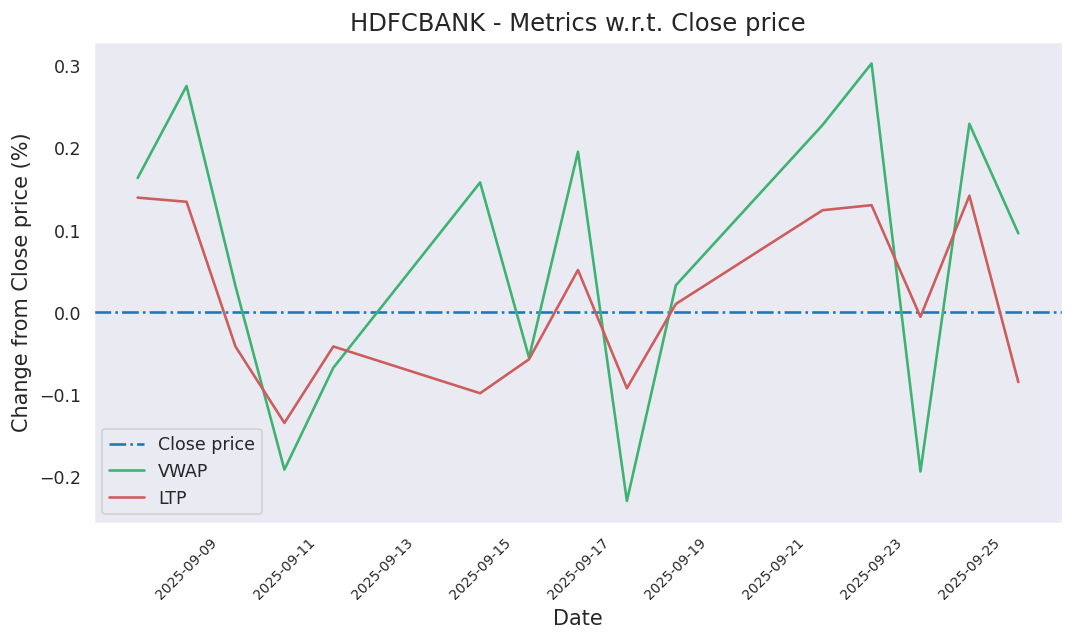 HDFCBANK - Metrics w.r.t. Close price
Change from Close price (%)
0.3
0.2
0.1
0.0
−0.1
−0.2
Close price
VWAP
LTP
2025-09-09
2025-09-11
2025-09-13
2025-09-15
2025-09-17
2025-09-19
2025-09-21
2025-09-23
2025-09-25
Date